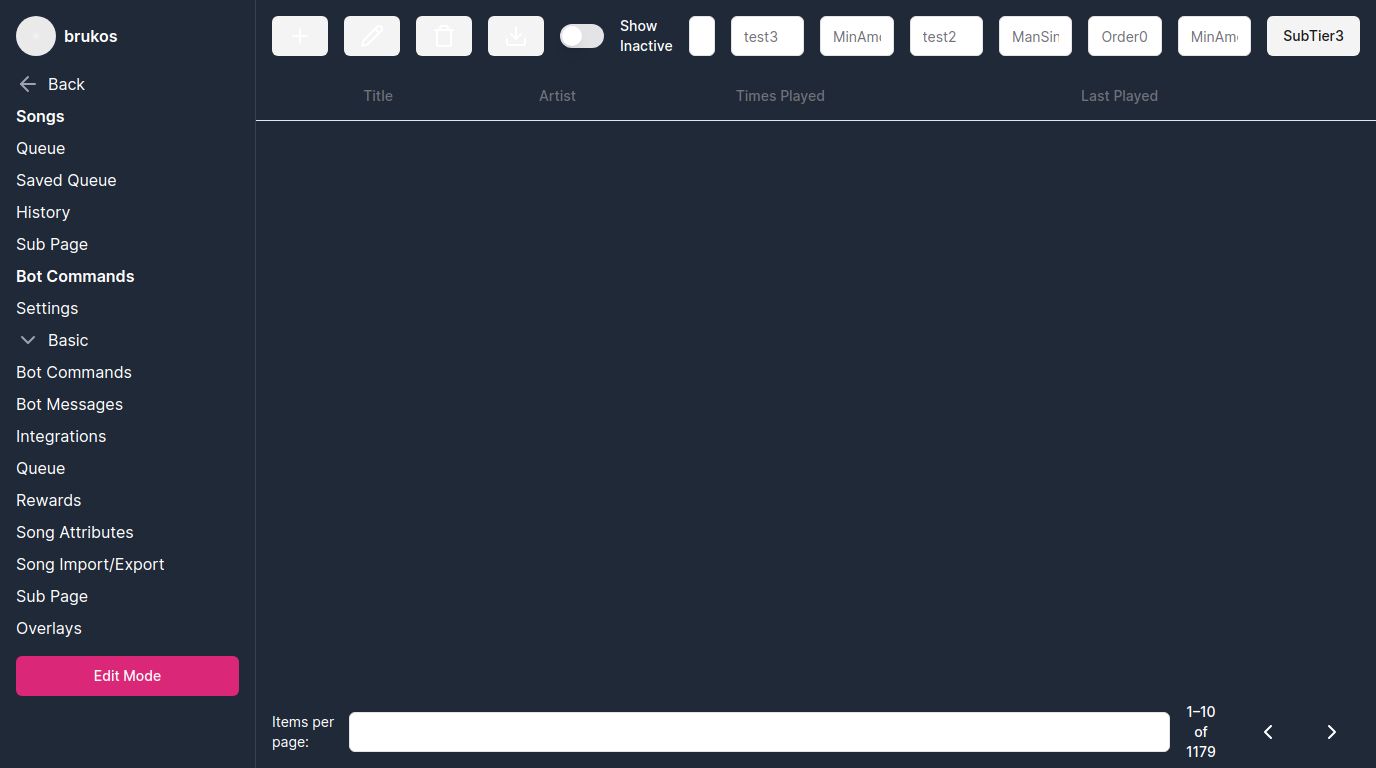 brukos
Back
Songs
Queue
Saved Queue
History
Sub Page
Bot Commands
Settings
Basic
Bot Commands
Bot Messages
Integrations
Queue
Rewards
Song Attributes
Song Import/Export
Sub Page
Overlays
Edit Mode
Show
Inactive
test3
MinAm
test2
ManSin
Order0
MinAm
SubTier3
Title
Artist
Times Played
Last Played
Items per
page:
1–10
of
1179